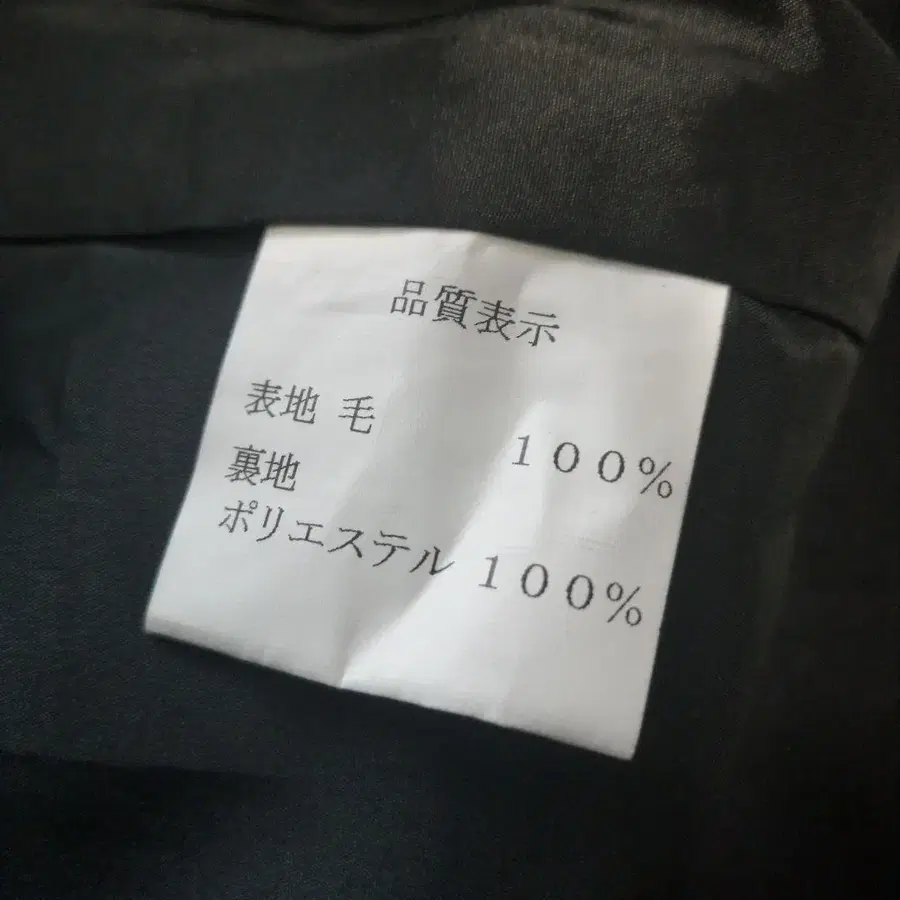 品質表示
表地 毛 １００％
裏地
ポリエステル １００％